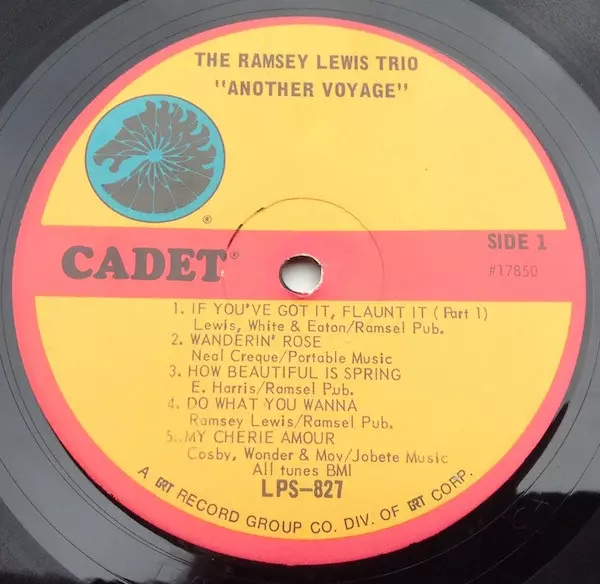 THE RAMSEY LEWIS TRIO
"ANOTHER VOYAGE"
®
CADET®
SIDE 1
#17850
1. IF YOU'VE GOT IT, FLAUNT IT (Part 1)
Lewis, White & Eaton/Ramsel Pub.
2. WANDERIN' ROSE
Neal Creque/Portable Music
3. HOW BEAUTIFUL IS SPRING
E. Harris/Ramsel Pub.
4. DO WHAT YOU WANNA
Ramsey Lewis/Ramsel Pub.
5. MY CHERIE AMOUR
Cosby, Wonder & Moy/Jobete Music
All tunes BMI
LPS-827
A GRT RECORD GROUP CO. DIV. OF GRT CORP.